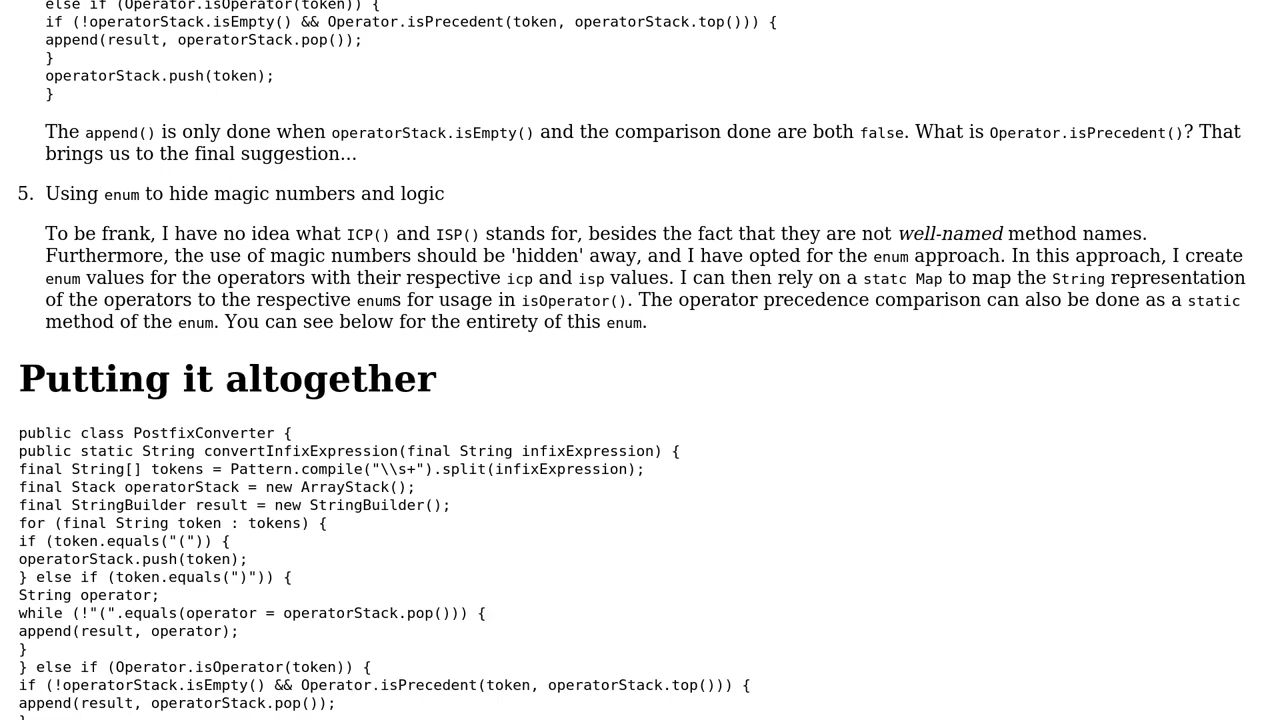 else if (Operator.isOperator(token)) {
if (!operatorStack.isEmpty() && Operator.isPrecedent(token, operatorStack.top())) {
append(result, operatorStack.pop());
}
operatorStack.push(token);
}
The append() is only done when operatorStack.isEmpty() and the comparison done are both false. What is Operator.isPrecedent()? That
brings us to the final suggestion...
5. Using enum to hide magic numbers and logic
To be frank, I have no idea what ICP() and ISP() stands for, besides the fact that they are not well-named method names.
Furthermore, the use of magic numbers should be 'hidden' away, and I have opted for the enum approach. In this approach, I create
enum values for the operators with their respective icp and isp values. I can then rely on a statc Map to map the String representation
of the operators to the respective enums for usage in isOperator(). The operator precedence comparison can also be done as a static
method of the enum. You can see below for the entirety of this enum.
Putting it altogether
public class PostfixConverter {
public static String convertInfixExpression(final String infixExpression) {
final String[] tokens = Pattern.compile("\\s+").split(infixExpression);
final Stack operatorStack = new ArrayStack();
final StringBuilder result = new StringBuilder();
for (final String token : tokens) {
if (token.equals("(")) {
operatorStack.push(token);
} else if (token.equals(")")) {
String operator;
while (!"(".equals(operator = operatorStack.pop())) {
append(result, operator);
}
} else if (Operator.isOperator(token)) {
if (!operatorStack.isEmpty() && Operator.isPrecedent(token, operatorStack.top())) {
append(result, operatorStack.pop());
}